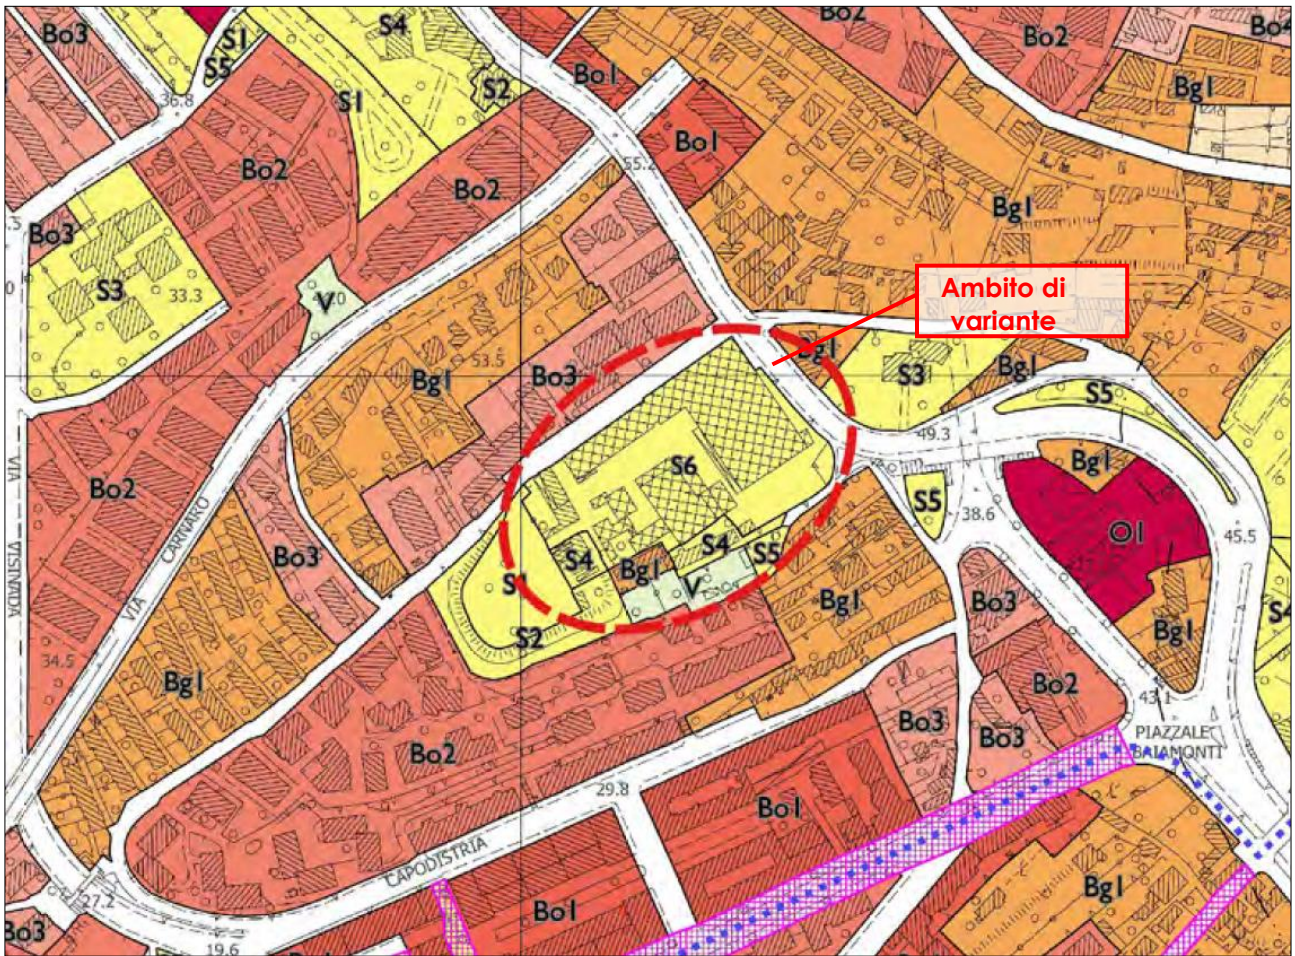 Bo3
S1
S5
36.8
S4
S2
Bo1
Bo2
Bo2
Bo4
Bg1
S1
Bo2
Bo2
55.2
Bo1
Bg1
Bo3
S3
33.3
V
Ambito di
variante
Bg1
53.5
Bo3
Bg1
S3
Bg1
S5
49.3
S6
Bg1
S5
38.6
O1
45.5
Bo2
VIA
VISINADA
VIA
CARNARO
Bo3
S4
Bg1
S4
S5
V
S1
S2
Bg1
Bo3
Bg1
S4
34.5
Bg1
Bo2
Bo3
Bo3
43.1
PIAZZALE
BAIAMONTI
Bo2
29.8
Bo1
CAPODISTRIA
Bg1
27.2
Bo1
Bo3
19.6